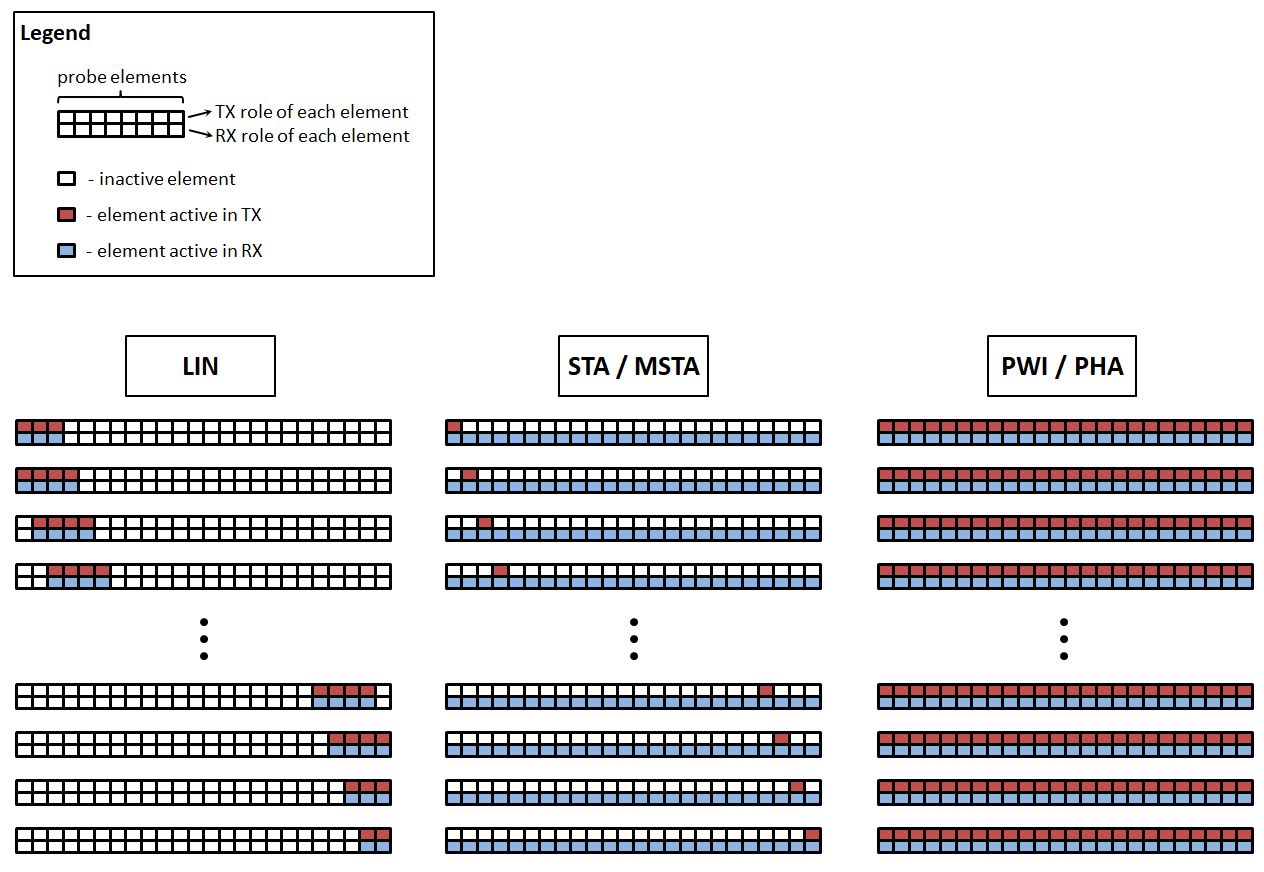 Legend
probe elements
TX role of each element
RX role of each element
- inactive element
- element active in TX
- element active in RX
LIN
STA / MSTA
PWI / PHA